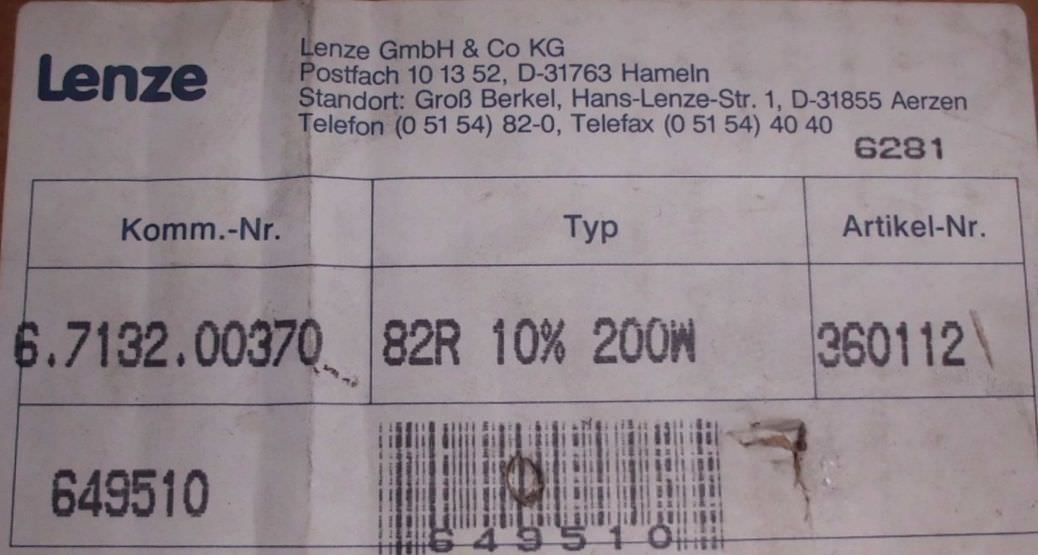 Lenze
Lenze GmbH & Co KG
Postfach 10 13 52, D-31763 Hameln
Standort: Groß Berkel, Hans-Lenze-Str. 1, D-31855 Aerzen
Telefon (0 51 54) 82-0, Telefax (0 51 54) 40 40
6281
Komm.-Nr. Typ Artikel-Nr.
6.7132.00370 82R 10% 200W 360112
649510
649510